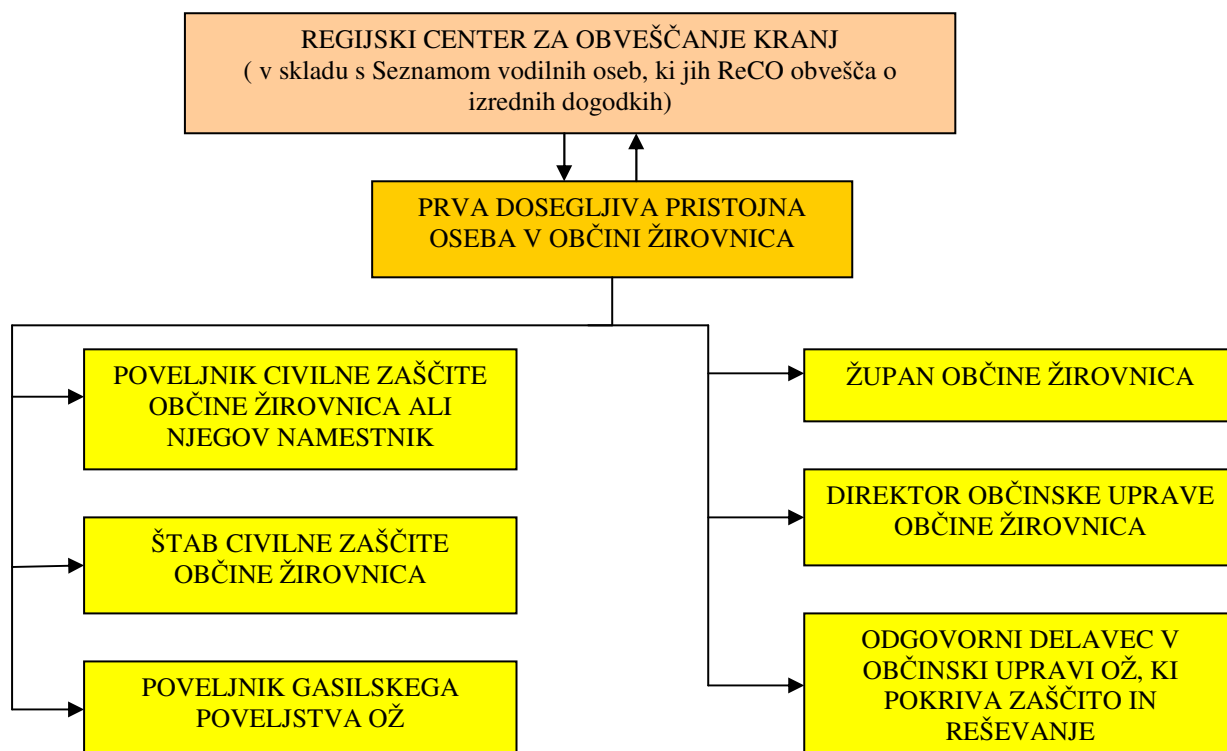 REGIJSKI CENTER ZA OBVEŠČANJE KRANJ
( v skladu s Seznamom vodilnih oseb, ki jih ReCO obvešča o
izrednih dogodkih)
PRVA DOSEGLJIVA PRISTOJNA
OSEBA V OBČINI ŽIROVNICA
POVELJNIK CIVILNE ZAŠČITE
OBČINE ŽIROVNICA ALI
NJEGOV NAMESTNIK
ŠTAB CIVILNE ZAŠČITE
OBČINE ŽIROVNICA
POVELJNIK GASILSKEGA
POVELJSTVA OŽ
ŽUPAN OBČINE ŽIROVNICA
DIREKTOR OBČINSKE UPRAVE
OBČINE ŽIROVNICA
ODGOVORNI DELAVEC V
OBČINSKI UPRAVI OŽ, KI
POKRIVA ZAŠČITO IN
REŠEVANJE